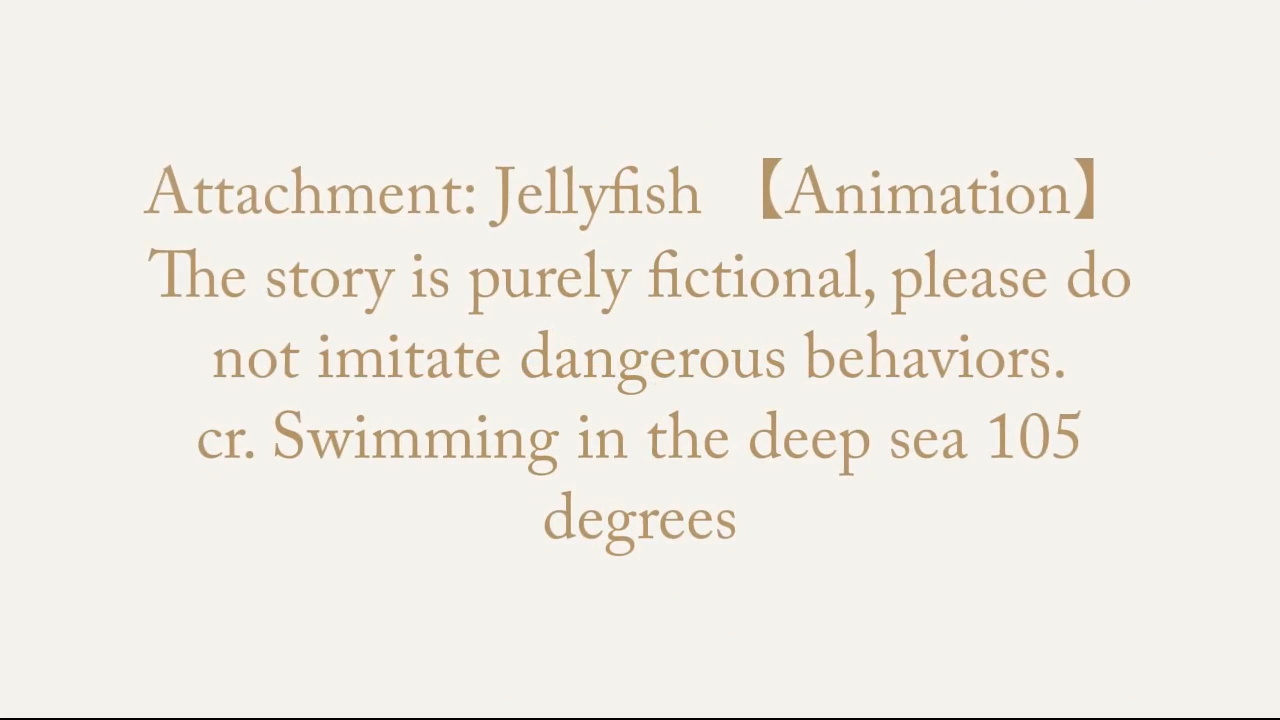 Attachment: Jellyfish 【Animation】
The story is purely fictional, please do
not imitate dangerous behaviors.
cr. Swimming in the deep sea 105
degrees